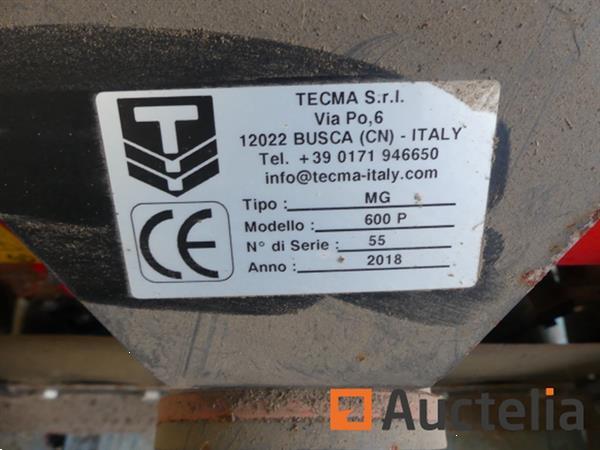 TECMA S.r.l.
Via Po,6
12022 BUSCA (CN) - ITALY
Tel. +39 0171 946650
info@tecma-italy.com
Tipo : MG
Modello : 600 P
N° di Serie : 55
Anno : 2018
T
CE
Auctelia